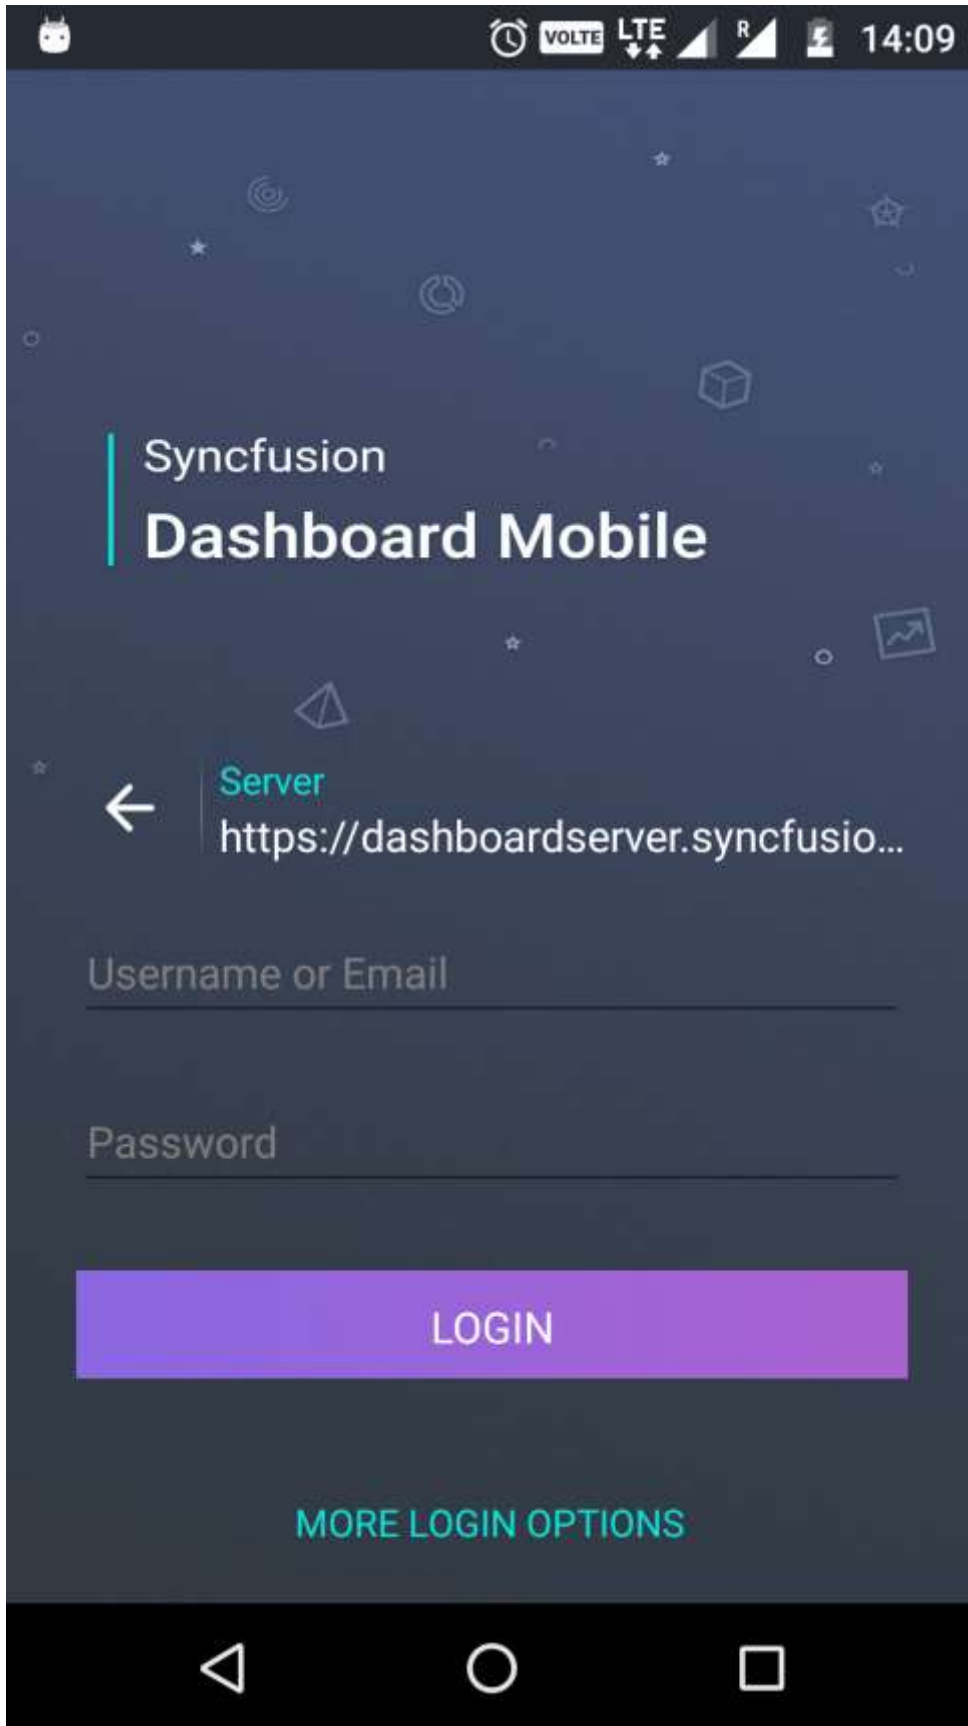 VOLTE LTE R 14:09
Syncfusion
Dashboard Mobile
Server
https://dashboardserver.syncfusio...
Username or Email
Password
LOGIN
MORE LOGIN OPTIONS